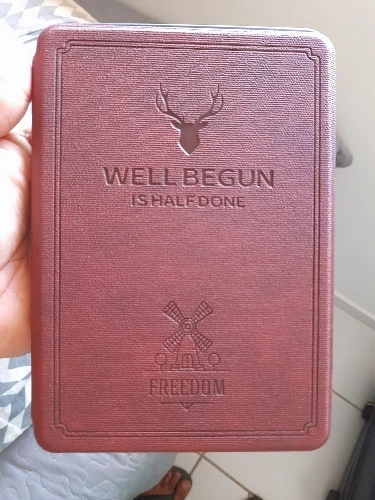 WELL BEGUN
IS HALF DONE
FREEDOM